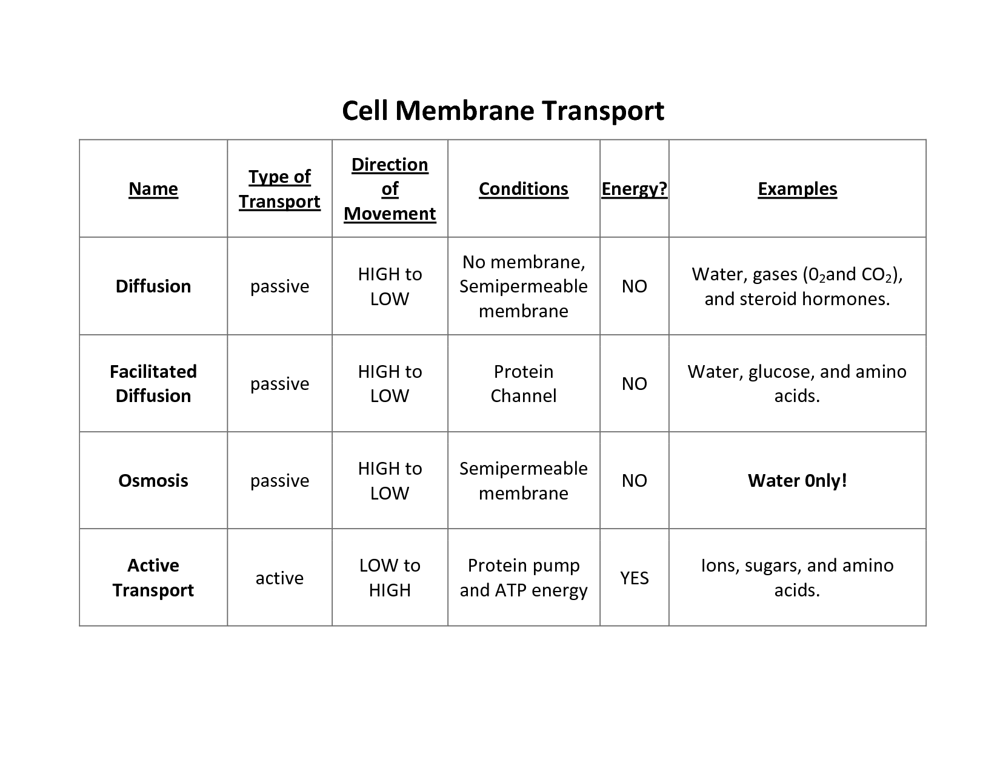 Cell Membrane Transport
Name
Type of
Transport
Direction
of
Movement
Conditions
Energy?
Examples
Diffusion
passive
HIGH to
LOW
No membrane,
Semipermeable
membrane
NO
Water, gases (0₂and CO₂),
and steroid hormones.
Facilitated
Diffusion
passive
HIGH to
LOW
Protein
Channel
NO
Water, glucose, and amino
acids.
Osmosis
passive
HIGH to
LOW
Semipermeable
membrane
NO
Water 0nly!
Active
Transport
active
LOW to
HIGH
Protein pump
and ATP energy
YES
Ions, sugars, and amino
acids.